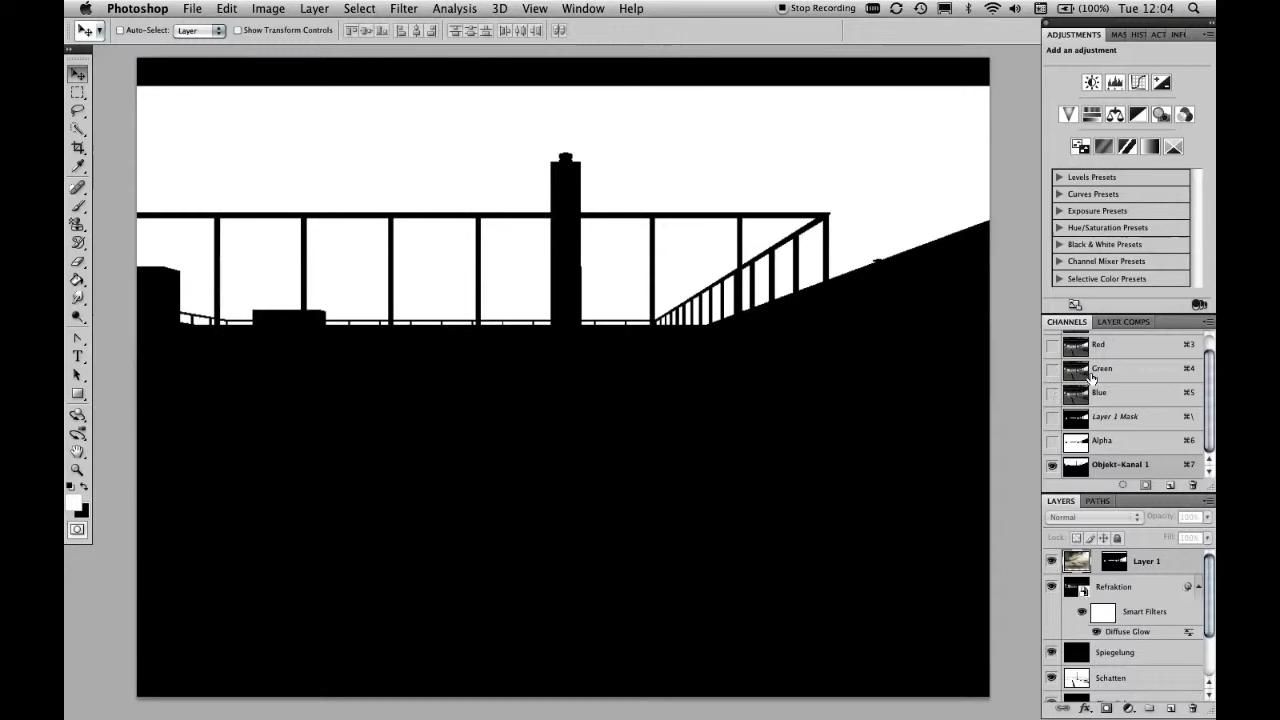 Photoshop File Edit Image Layer Select Filter Analysis 3D View Window Help Stop Recording (100%) Tue 12:04
Auto-Select: Layer Show Transform Controls
ADJUSTMENTS MAS HIST ACT INFO
Add an adjustment
Levels Presets
Curves Presets
Exposure Presets
Hue/Saturation Presets
Black & White Presets
Channel Mixer Presets
Selective Color Presets
CHANNELS LAYER COMPS
Red ⌘3
Green ⌘4
Blue ⌘5
Layer 1 Mask ⌘\
Alpha ⌘6
Objekt-Kanal 1 ⌘7
LAYERS PATHS
Normal Opacity: 100%
Lock: Fill: 100%
Layer 1
Refraktion
Smart Filters
Diffuse Glow
Spiegelung
Schatten